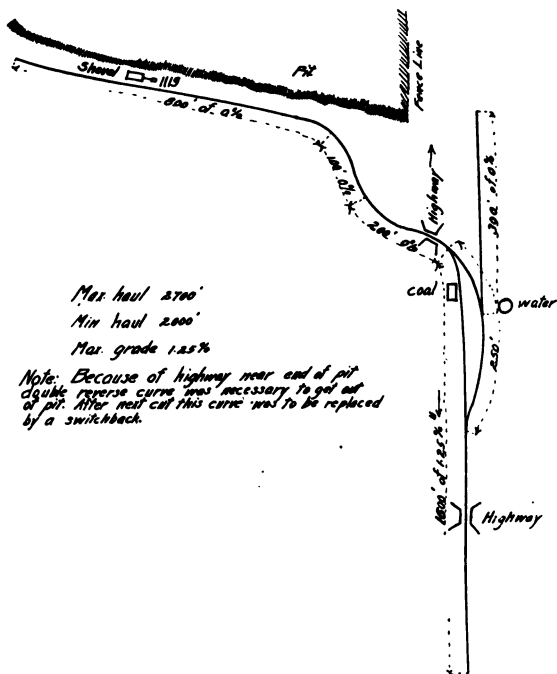 Pit
Fence Line
Shovel
1119
800' of 0%
100' 0%
200' 0%
Highway
300' of 0%
coal
water
250'
Max. haul 2700'
Min haul 2000'
Max. grade 1.25%
Note: Because of highway near end of pit
double reverse curve was necessary to get out
of pit. After next cut this curve was to be replaced
by a switchback.
of 1.25%
Highway